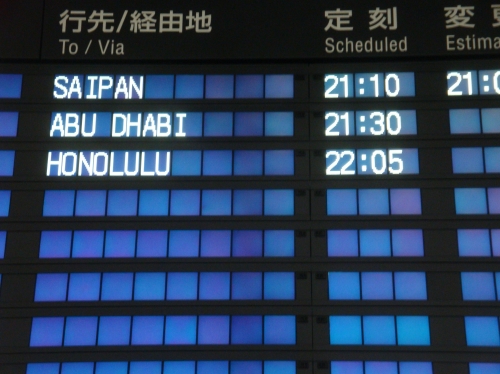 行先/経由地 定刻 変
To / Via Scheduled Estima
SAIPAN 21:10 21:0
ABU DHABI 21:30
HONOLULU 22:05